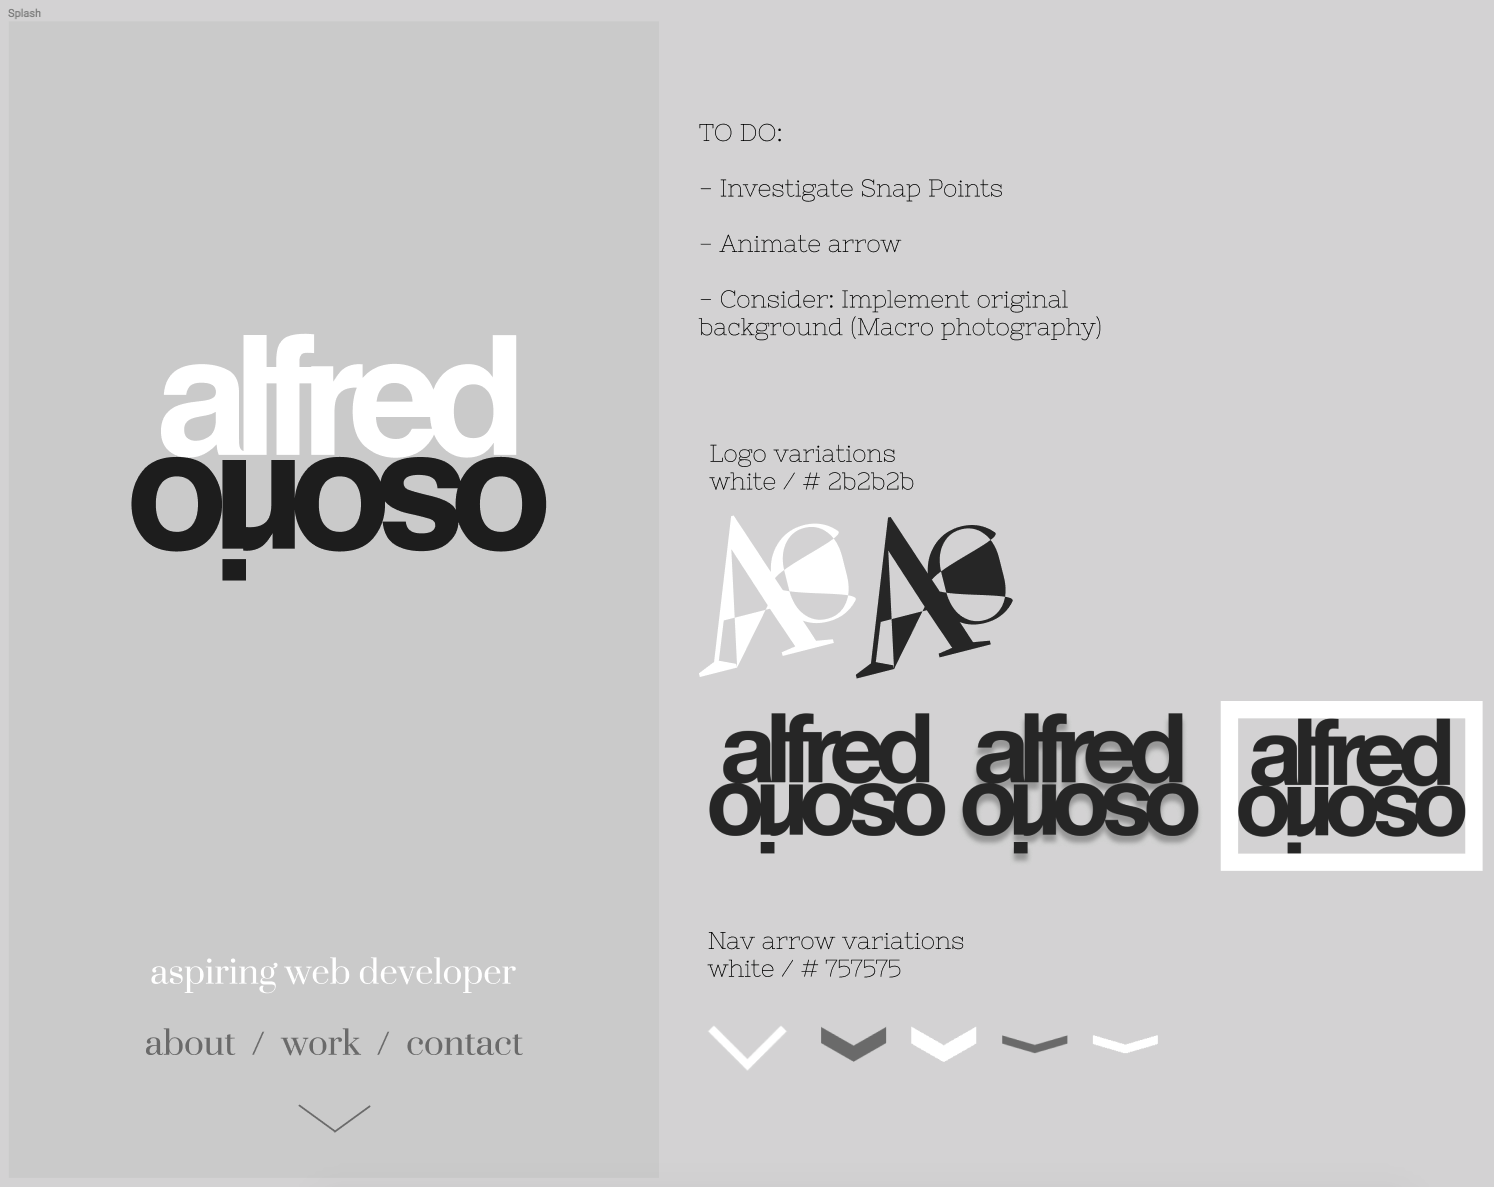 Splash
alfred
osorio
aspiring web developer
about / work / contact
TO DO:
- Investigate Snap Points
- Animate arrow
- Consider: Implement original
background (Macro photography)
Logo variations
white / # 2b2b2b
alfred
osorio
alfred
osorio
alfred
osorio
Nav arrow variations
white / # 757575